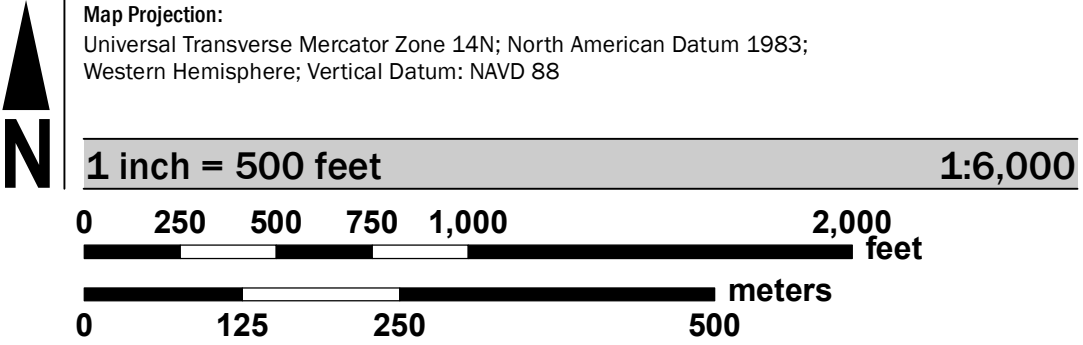 Map Projection:
Universal Transverse Mercator Zone 14N; North American Datum 1983;
Western Hemisphere; Vertical Datum: NAVD 88
N
1 inch = 500 feet 1:6,000
0 250 500 750 1,000 2,000
feet
meters
0 125 250 500